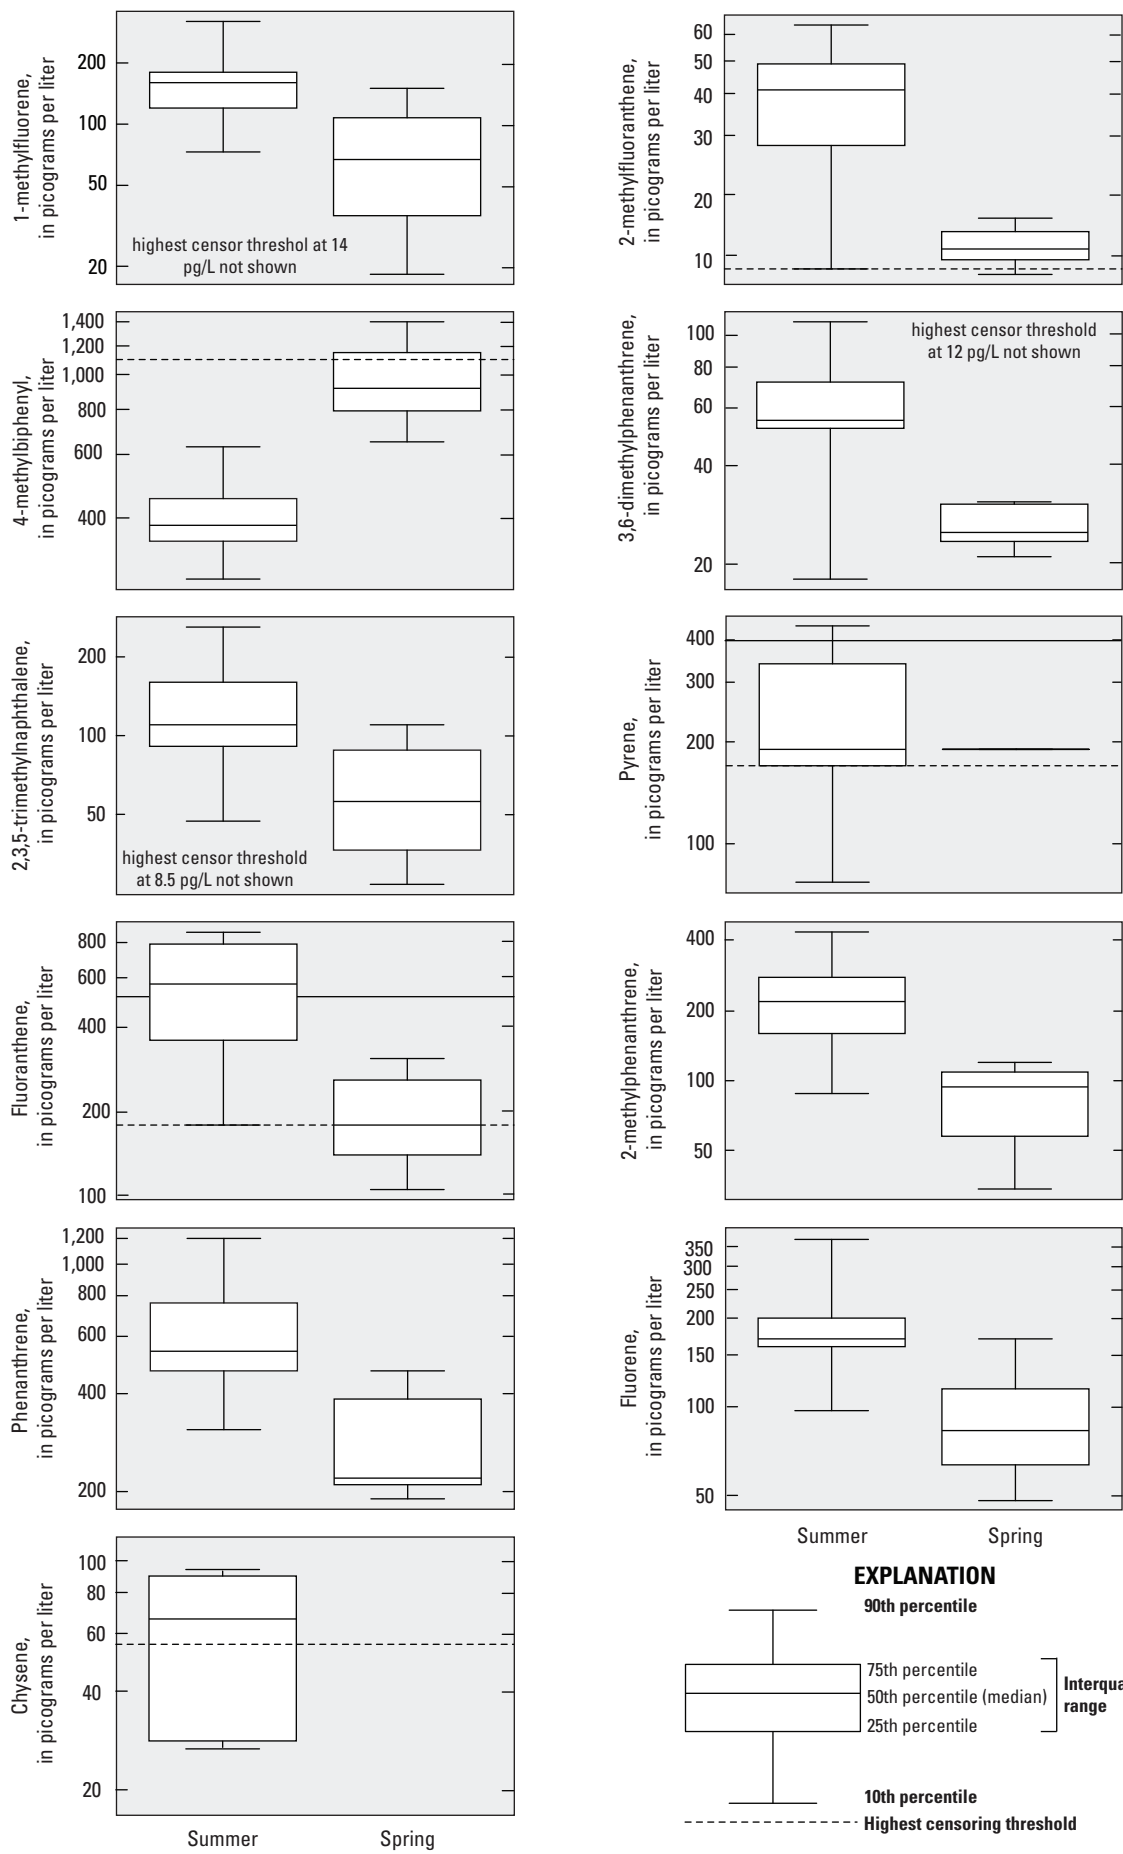 1-methylfluorene,
in picograms per liter
200
100
50
20
highest censor threshol at 14
pg/L not shown
2-methylfluoranthene,
in picograms per liter
60
50
40
30
20
10
4-methylbiphenyl,
in picograms per liter
1,400
1,200
1,000
800
600
400
3,6-dimethylphenanthrene,
in picograms per liter
100
80
60
40
20
highest censor threshold
at 12 pg/L not shown
2,3,5-trimethylnaphthalene,
in picograms per liter
200
100
50
highest censor threshold
at 8.5 pg/L not shown
Pyrene,
in picograms per liter
400
300
200
100
Fluoranthene,
in picograms per liter
800
600
400
200
100
2-methylphenanthrene,
in picograms per liter
400
200
100
50
Phenanthrene,
in picograms per liter
1,200
1,000
800
600
400
200
Fluorene,
in picograms per liter
350
300
250
200
150
100
50
Summer Spring
Chysene,
in picograms per liter
100
80
60
40
20
Summer Spring
EXPLANATION
90th percentile
75th percentile
50th percentile (median)
25th percentile
Interqua
range
10th percentile
Highest censoring threshold